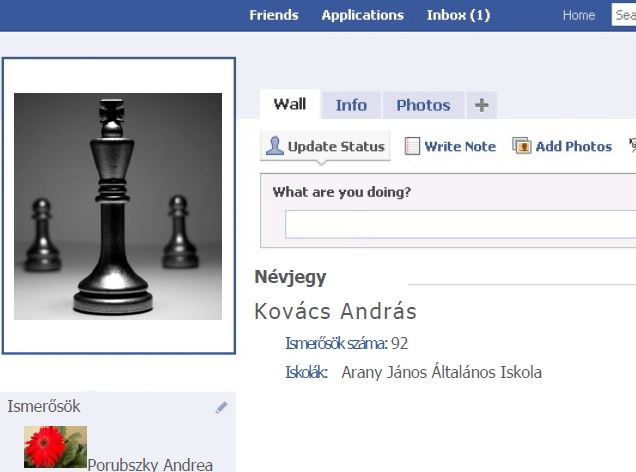 Friends Applications Inbox (1) Home Sea
Wall Info Photos +
Update Status Write Note Add Photos
What are you doing?
Névjegy
Kovács András
Ismerősök száma: 92
Iskolák: Arany János Általános Iskola
Ismerősök
Porubszky Andrea